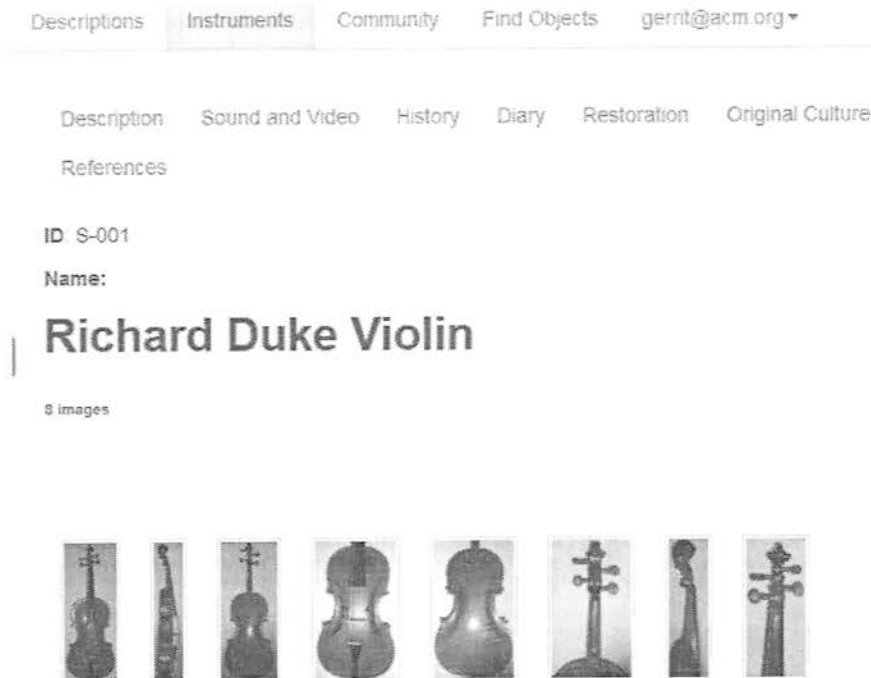 Descriptions Instruments Community Find Objects gerrit@acm.org
Description Sound and Video History Diary Restoration Original Culture
References
ID: S-001
Name:
Richard Duke Violin
8 images